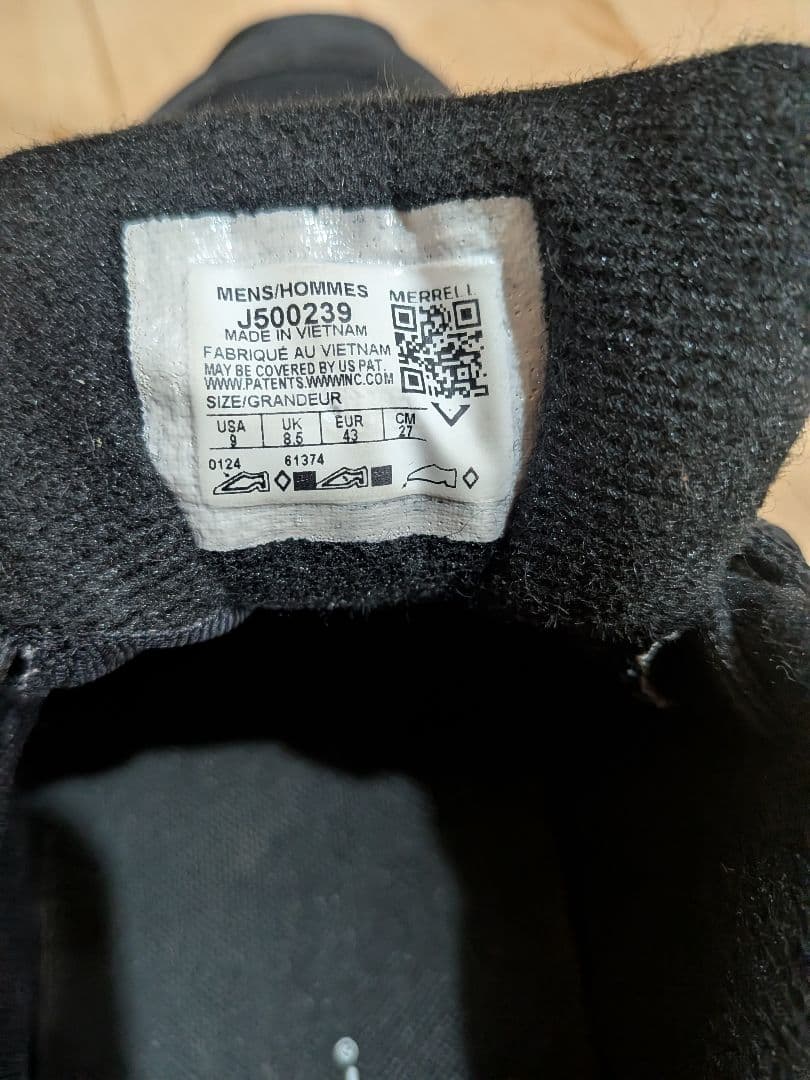 MENS/HOMMES
MERRELL
J500239
MADE IN VIETNAM
FABRIQUÉ AU VIETNAM
MAY BE COVERED BY US PAT.
WWW.PATENTS.WWWINC.COM
SIZE/GRANDEUR
USA UK EUR CM
9 8.5 43 27
0124 61374